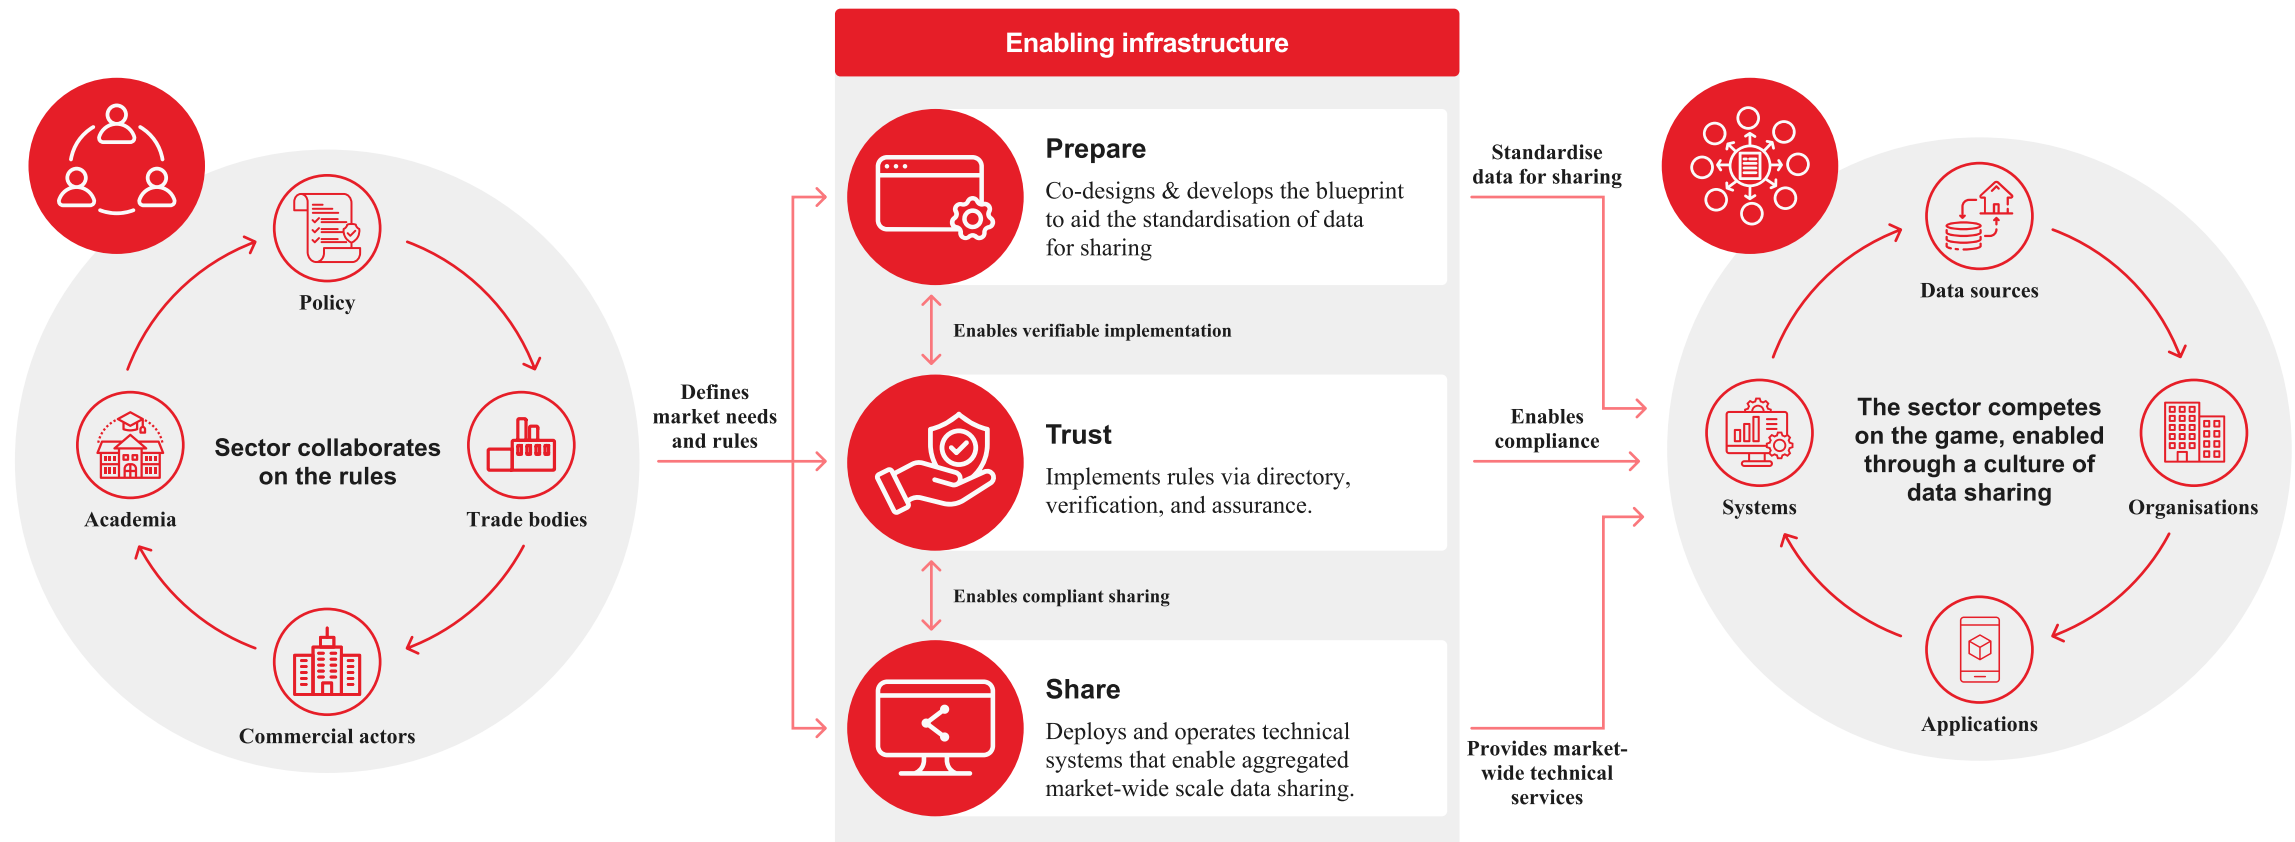 Enabling infrastructure
Policy
Academia
Sector collaborates
on the rules
Trade bodies
Commercial actors
Defines
market needs
and rules
Prepare
Co-designs & develops the blueprint
to aid the standardisation of data
for sharing
Enables verifiable implementation
Trust
Implements rules via directory,
verification, and assurance.
Enables compliant sharing
Share
Deploys and operates technical
systems that enable aggregated
market-wide scale data sharing.
Standardise
data for sharing
Enables
compliance
Provides market-
wide technical
services
Data sources
Systems
The sector competes
on the game, enabled
through a culture of
data sharing
Organisations
Applications